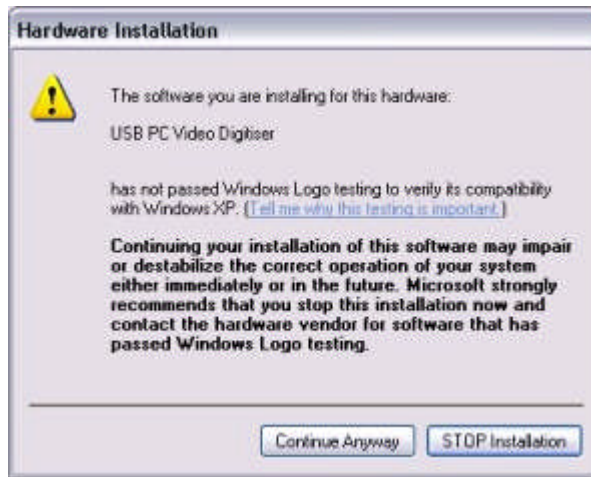 Hardware Installation
The software you are installing for this hardware:
USB PC Video Digitiser
has not passed Windows Logo testing to verify its compatibility
with Windows XP. (Tell me why this testing is important.)
Continuing your installation of this software may impair
or destabilize the correct operation of your system
either immediately or in the future. Microsoft strongly
recommends that you stop this installation now and
contact the hardware vendor for software that has
passed Windows Logo testing.
Continue Anyway
STOP Installation